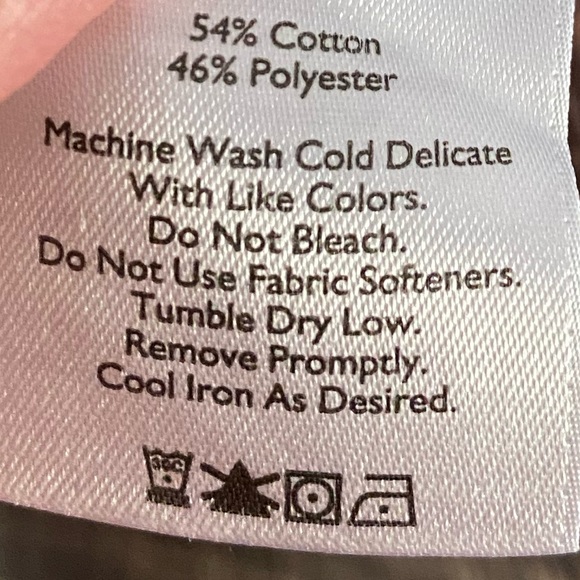 54% Cotton
46% Polyester
Machine Wash Cold Delicate
With Like Colors.
Do Not Bleach.
Do Not Use Fabric Softeners.
Tumble Dry Low.
Remove Promptly.
Cool Iron As Desired.
30C